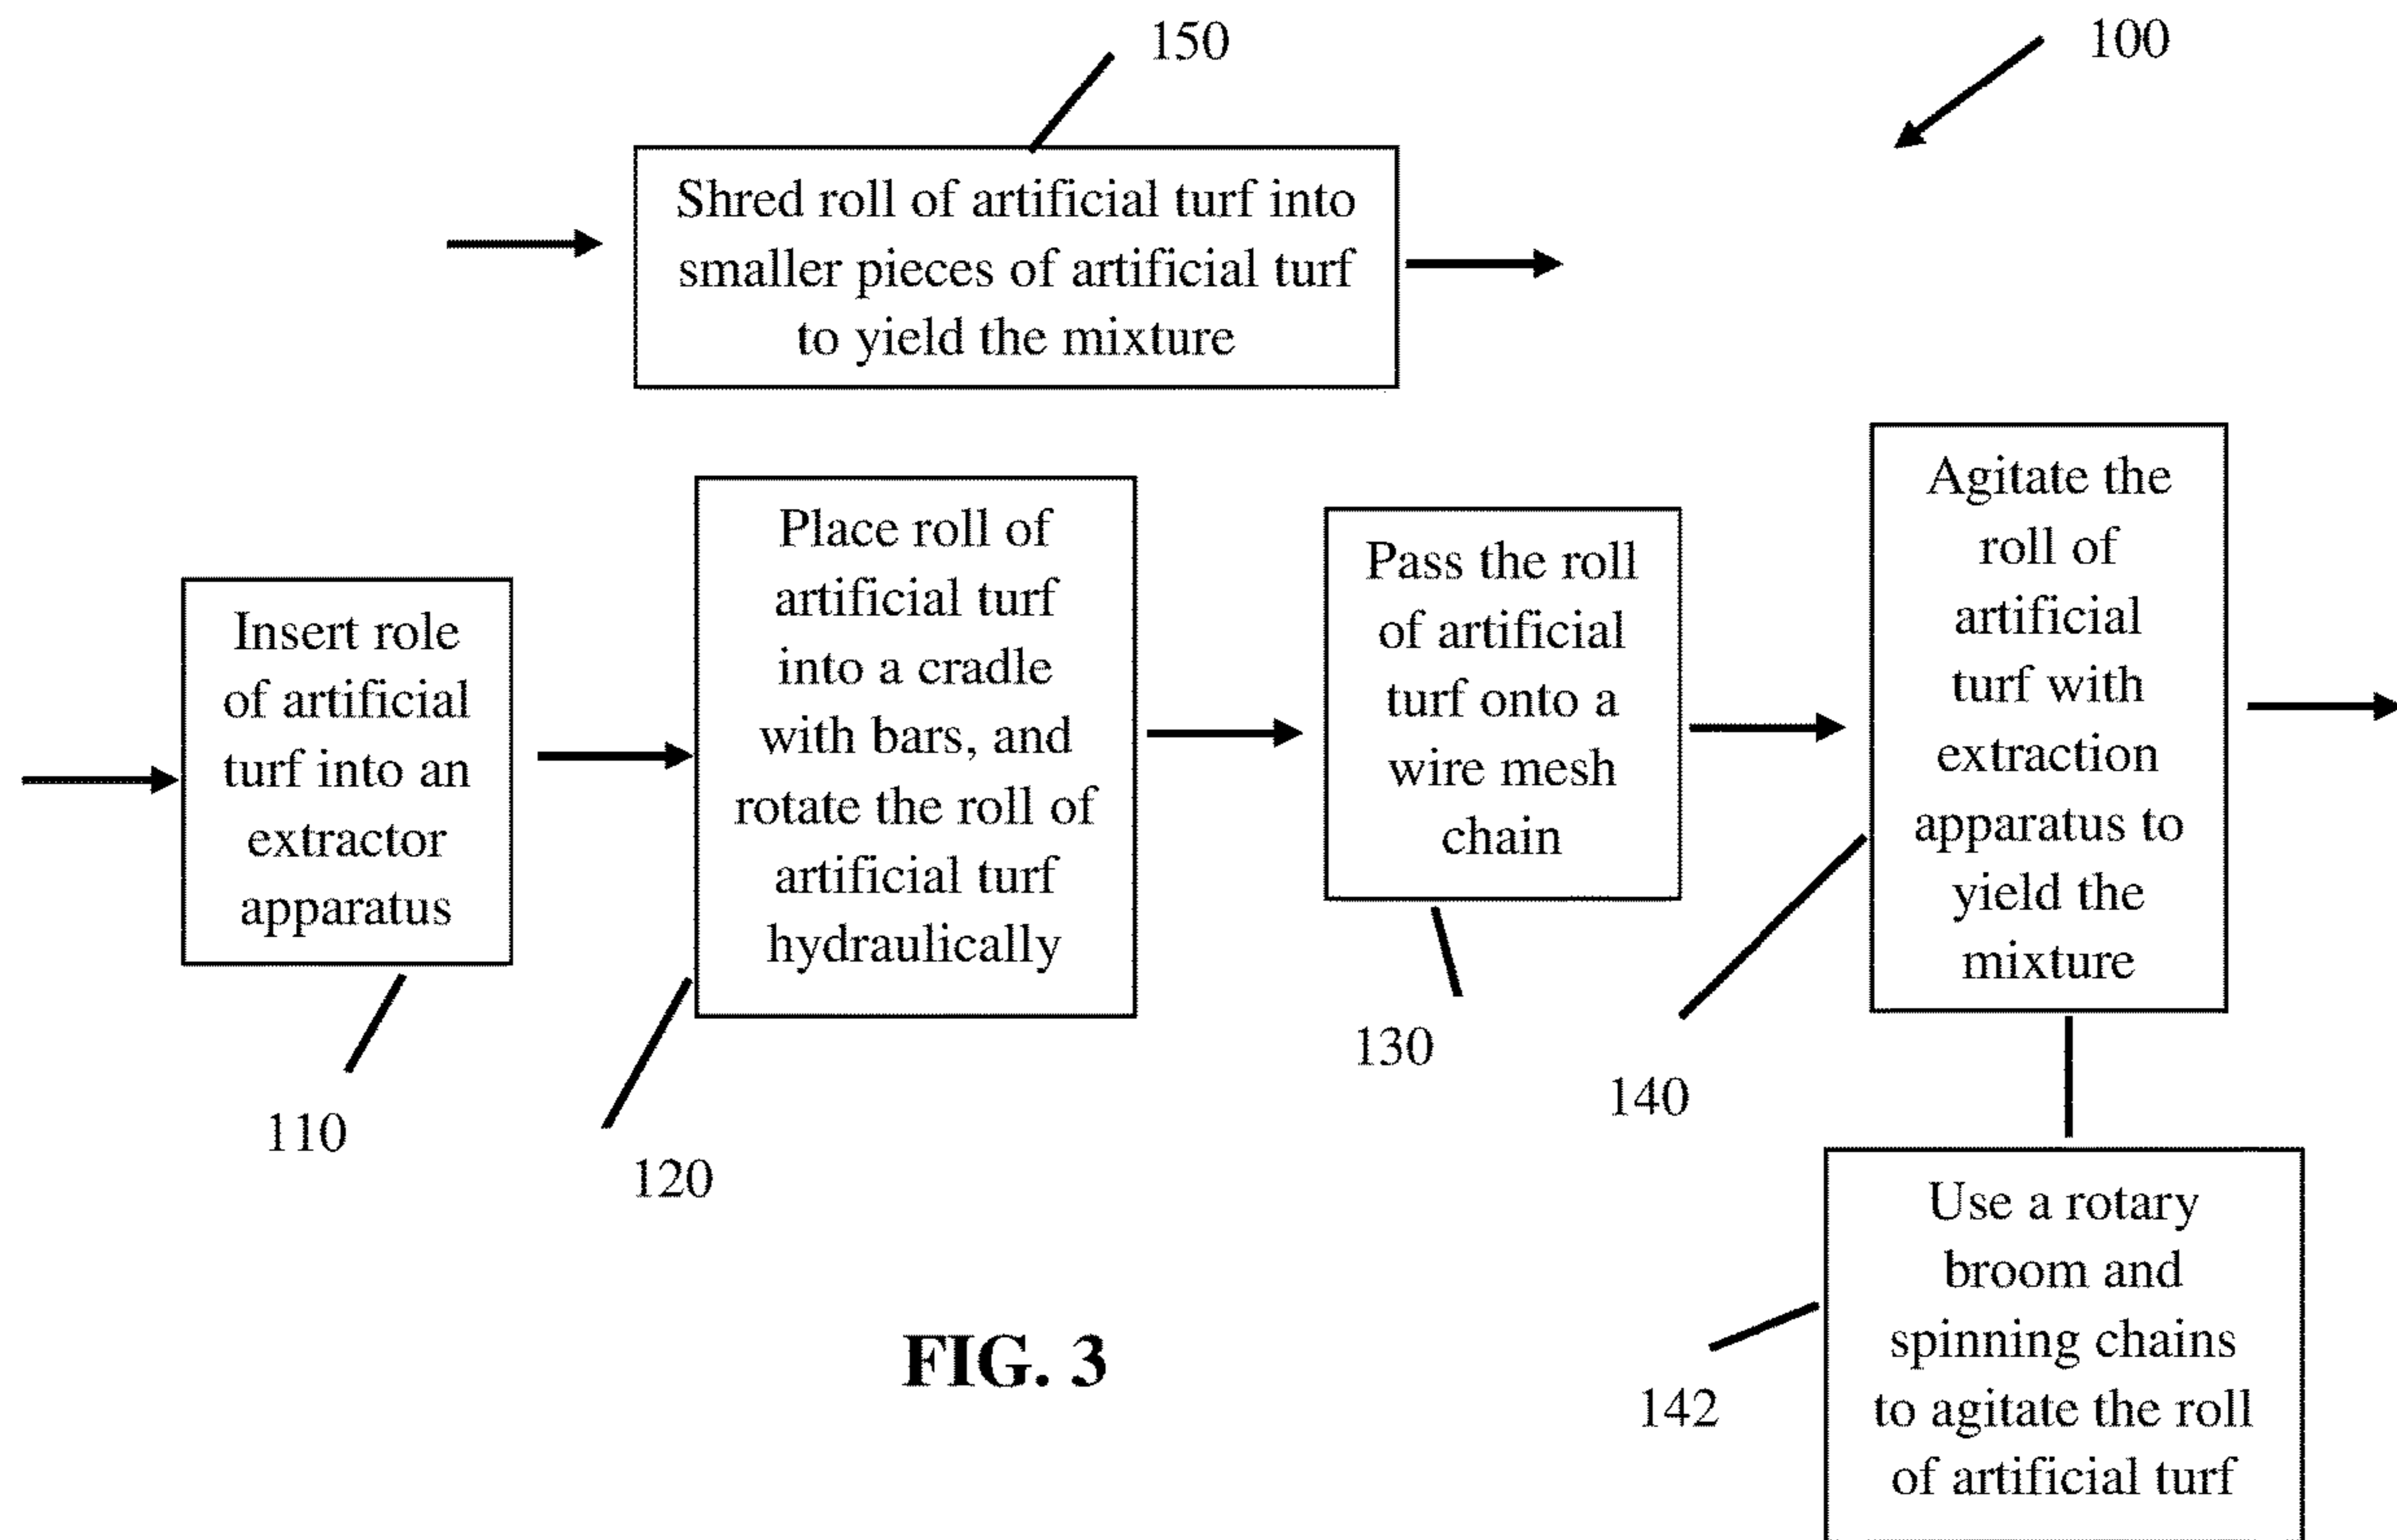 150
100
Shred roll of artificial turf into
smaller pieces of artificial turf
to yield the mixture
Insert role
of artificial
turf into an
extractor
apparatus
110
Place roll of
artificial turf
into a cradle
with bars, and
rotate the roll of
artificial turf
hydraulically
120
Pass the roll
of artificial
turf onto a
wire mesh
chain
130
Agitate the
roll of
artificial
turf with
extraction
apparatus to
yield the
mixture
140
Use a rotary
broom and
spinning chains
to agitate the roll
of artificial turf
142
FIG. 3